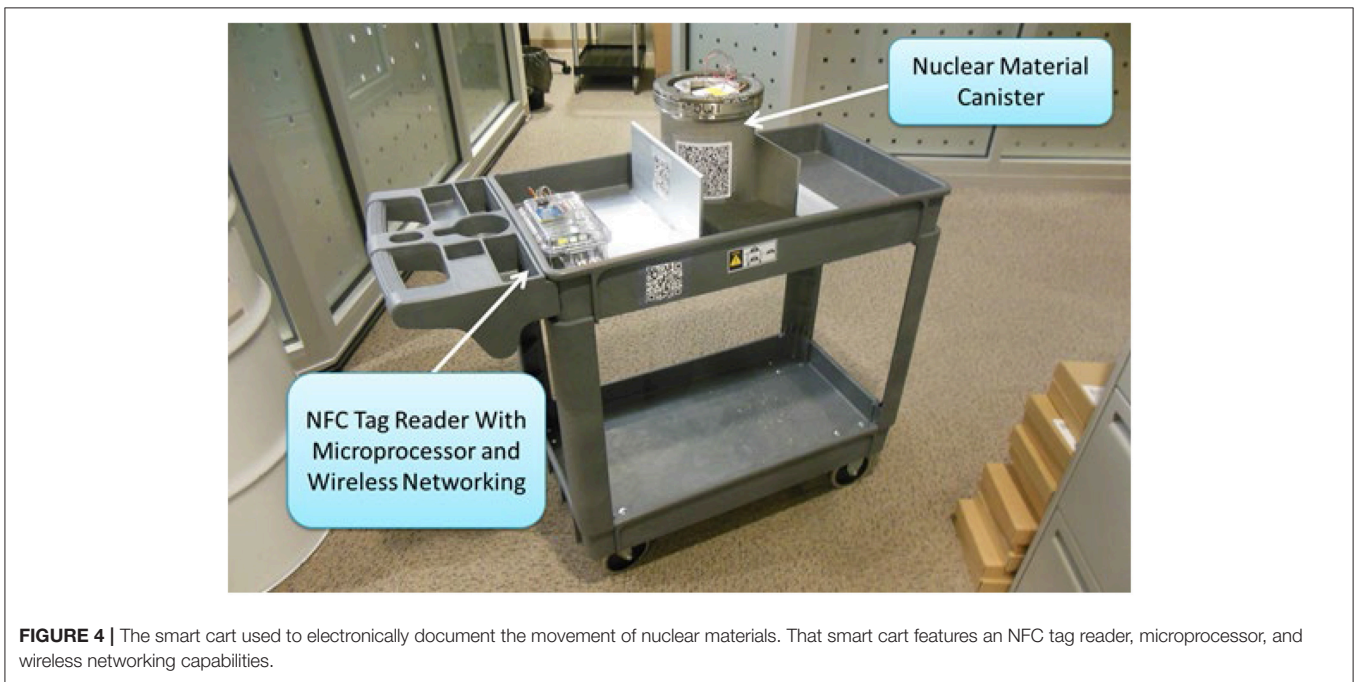 Nuclear Material
Canister
NFC Tag Reader With
Microprocessor and
Wireless Networking
FIGURE 4 | The smart cart used to electronically document the movement of nuclear materials. That smart cart features an NFC tag reader, microprocessor, and
wireless networking capabilities.